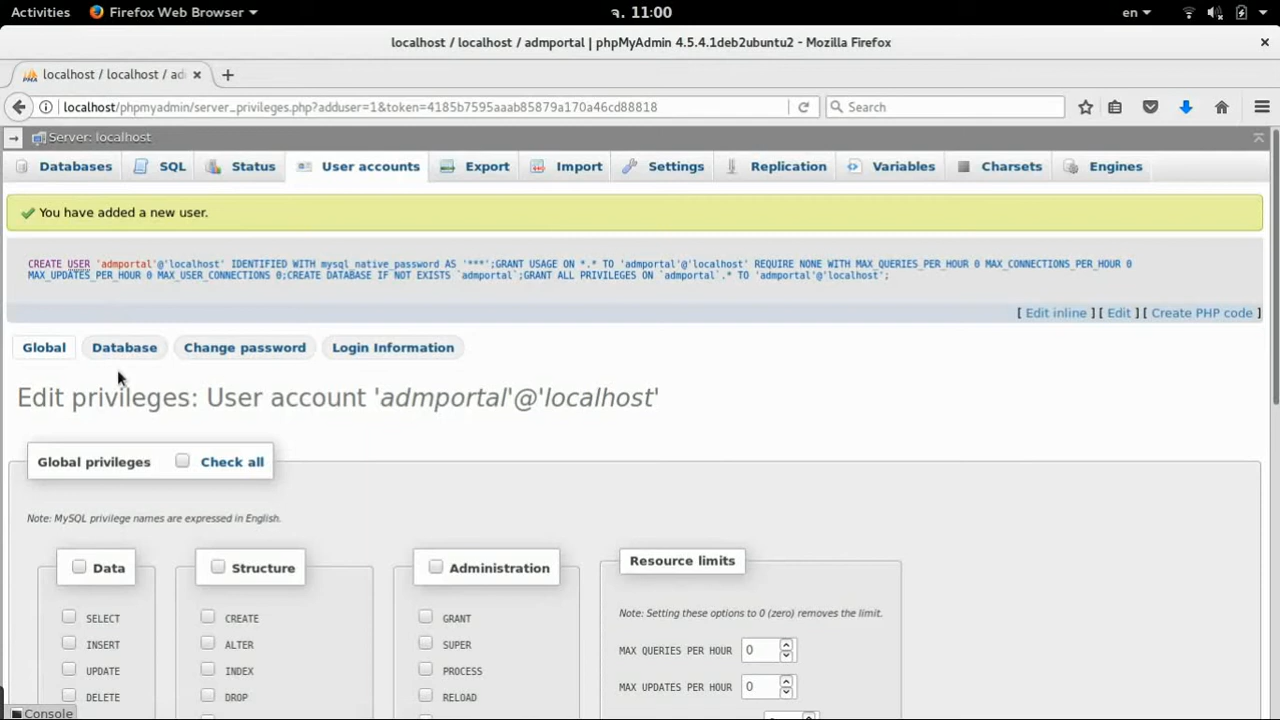 Activities Firefox Web Browser จ. 11:00 en
localhost / localhost / admportal | phpMyAdmin 4.5.4.1deb2ubuntu2 - Mozilla Firefox
localhost / localhost / ad
localhost/phpmyadmin/server_privileges.php?adduser=1&token=4185b7595aaab85879a170a46cd88818 Search
Server: localhost
Databases SQL Status User accounts Export Import Settings Replication Variables Charsets Engines
You have added a new user.
CREATE USER 'admportal'@'localhost' IDENTIFIED WITH mysql_native_password AS '***';GRANT USAGE ON *.* TO 'admportal'@'localhost' REQUIRE NONE WITH MAX_QUERIES_PER_HOUR 0 MAX_CONNECTIONS_PER_HOUR 0
MAX_UPDATES_PER_HOUR 0 MAX_USER_CONNECTIONS 0;CREATE DATABASE IF NOT EXISTS `admportal`;GRANT ALL PRIVILEGES ON `admportal`.* TO 'admportal'@'localhost';
[ Edit inline ] [ Edit ] [ Create PHP code ]
Global Database Change password Login Information
Edit privileges: User account 'admportal'@'localhost'
Global privileges Check all
Note: MySQL privilege names are expressed in English.
Data Structure Administration Resource limits
Note: Setting these options to 0 (zero) removes the limit.
SELECT CREATE GRANT
INSERT ALTER SUPER MAX QUERIES PER HOUR 0
UPDATE INDEX PROCESS
MAX UPDATES PER HOUR 0
DELETE DROP RELOAD
Console